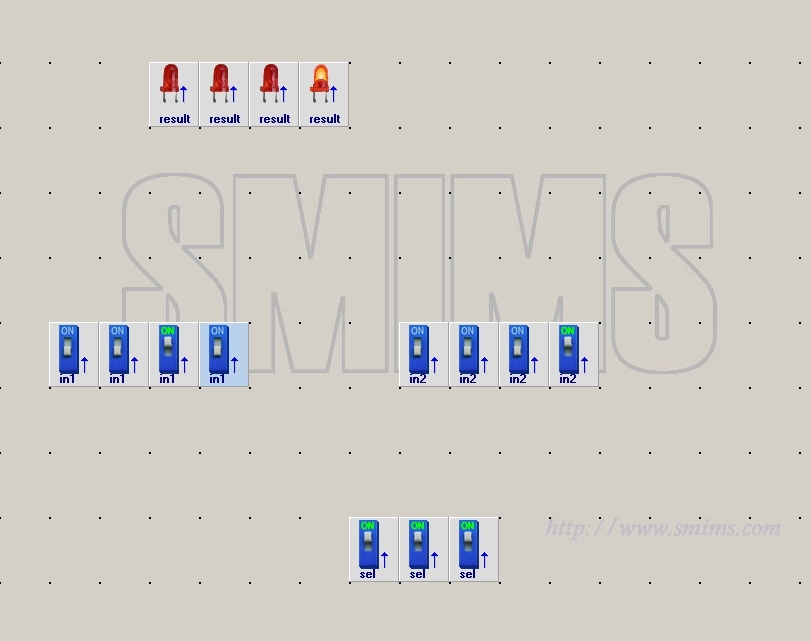 result result result result
SMIMS
ON ON ON ON ON ON ON ON
in1 in1 in1 in1 in2 in2 in2 in2
http://www.smims.com
ON ON ON
sel sel sel